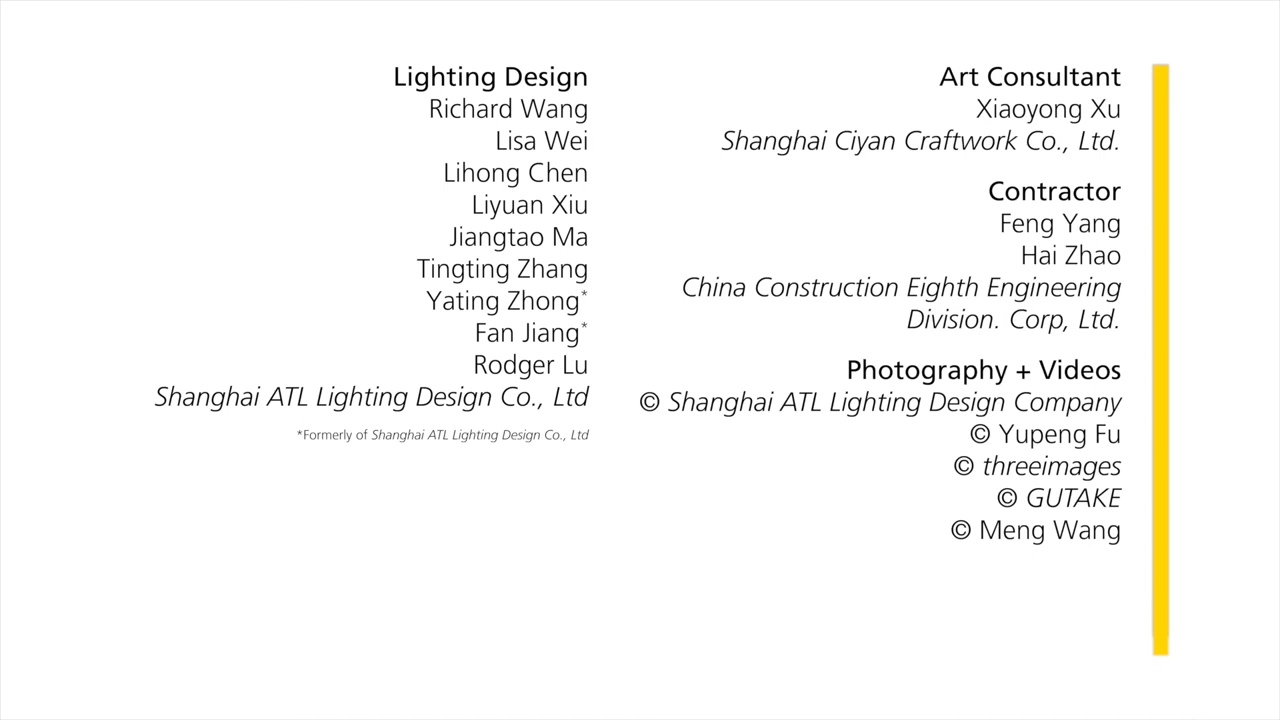 Lighting Design
Richard Wang
Lisa Wei
Lihong Chen
Liyuan Xiu
Jiangtao Ma
Tingting Zhang
Yating Zhong*
Fan Jiang*
Rodger Lu
Shanghai ATL Lighting Design Co., Ltd
*Formerly of Shanghai ATL Lighting Design Co., Ltd
Art Consultant
Xiaoyong Xu
Shanghai Ciyan Craftwork Co., Ltd.
Contractor
Feng Yang
Hai Zhao
China Construction Eighth Engineering
Division. Corp, Ltd.
Photography + Videos
© Shanghai ATL Lighting Design Company
© Yupeng Fu
© threeimages
© GUTAKE
© Meng Wang